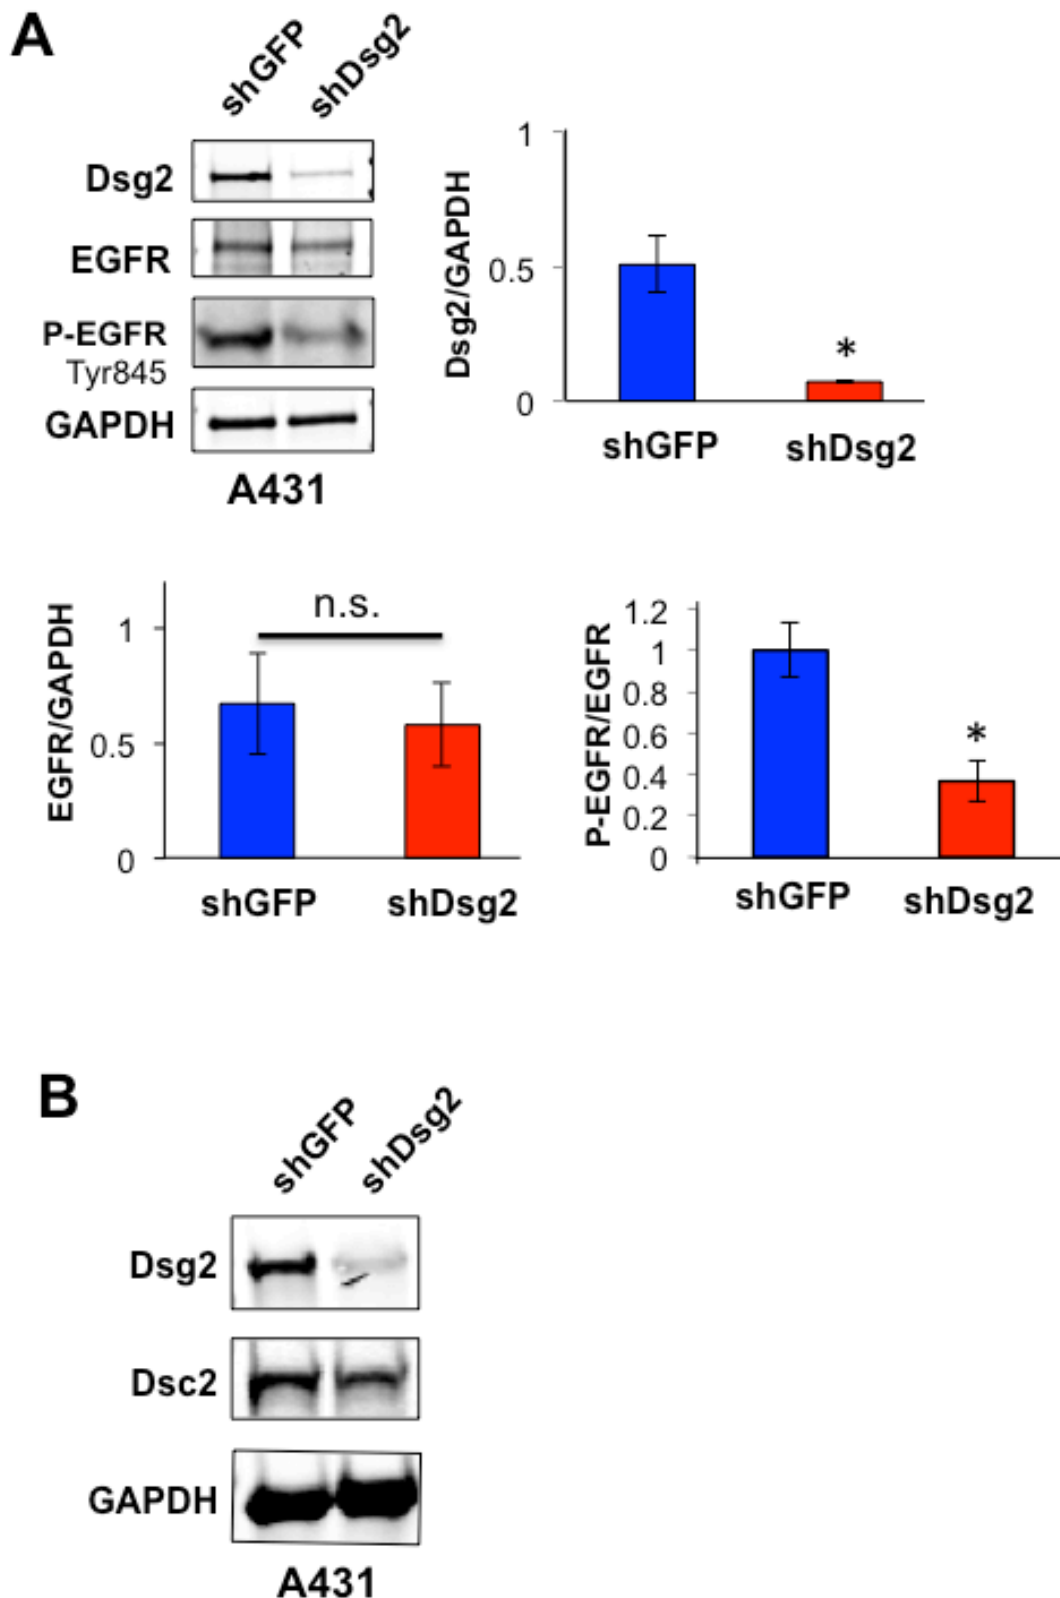 A
shGFP shDsg2
Dsg2
EGFR
P-EGFR
Tyr845
GAPDH
A431
Dsg2/GAPDH
1
0.5
0
*
shGFP shDsg2
EGFR/GAPDH
1
0.5
0
n.s.
shGFP shDsg2
P-EGFR/EGFR
1.2
1
0.8
0.6
0.4
0.2
0
*
shGFP shDsg2
B
shGFP shDsg2
Dsg2
Dsc2
GAPDH
A431